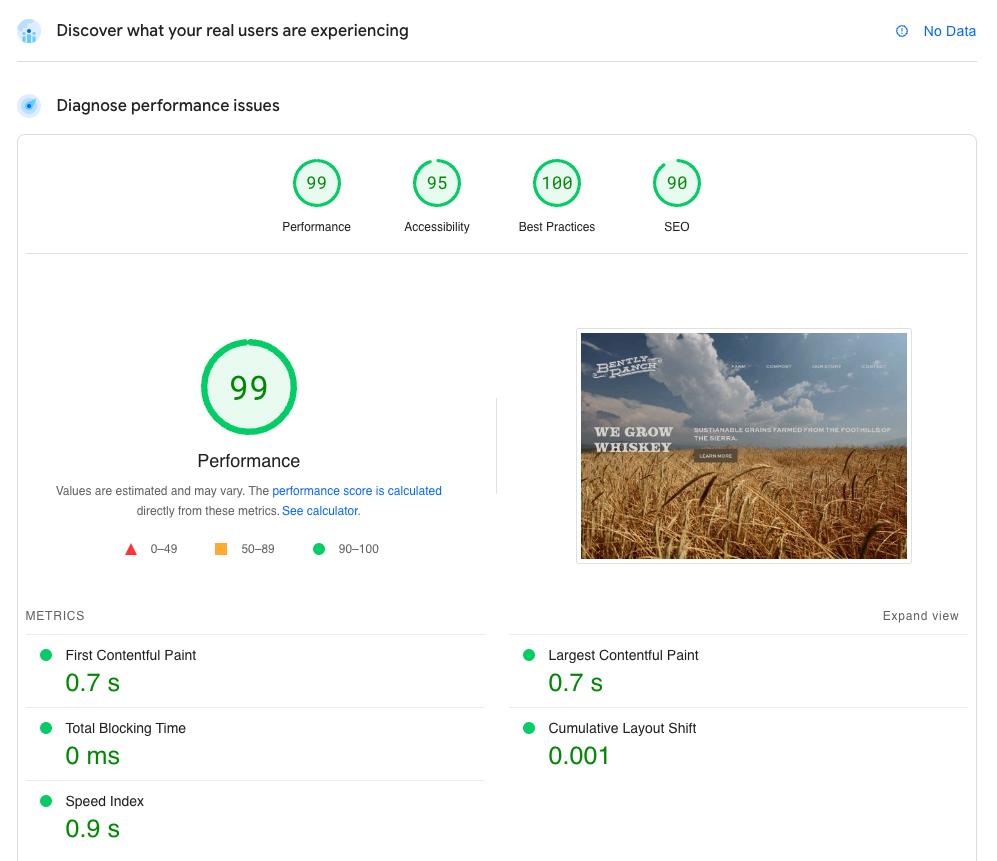 Discover what your real users are experiencing
No Data
Diagnose performance issues
99 95 100 90
Performance Accessibility Best Practices SEO
99
Performance
Values are estimated and may vary. The performance score is calculated
directly from these metrics. See calculator.
0–49 50–89 90–100
BENTLY
RANCH
FARM COMPOST OUR STORY CONTACT
WE GROW
WHISKEY
SUSTIANABLE GRAINS FARMED FROM THE FOOTHILLS OF
THE SIERRA.
LEARN MORE
METRICS
Expand view
First Contentful Paint
0.7 s
Largest Contentful Paint
0.7 s
Total Blocking Time
0 ms
Cumulative Layout Shift
0.001
Speed Index
0.9 s